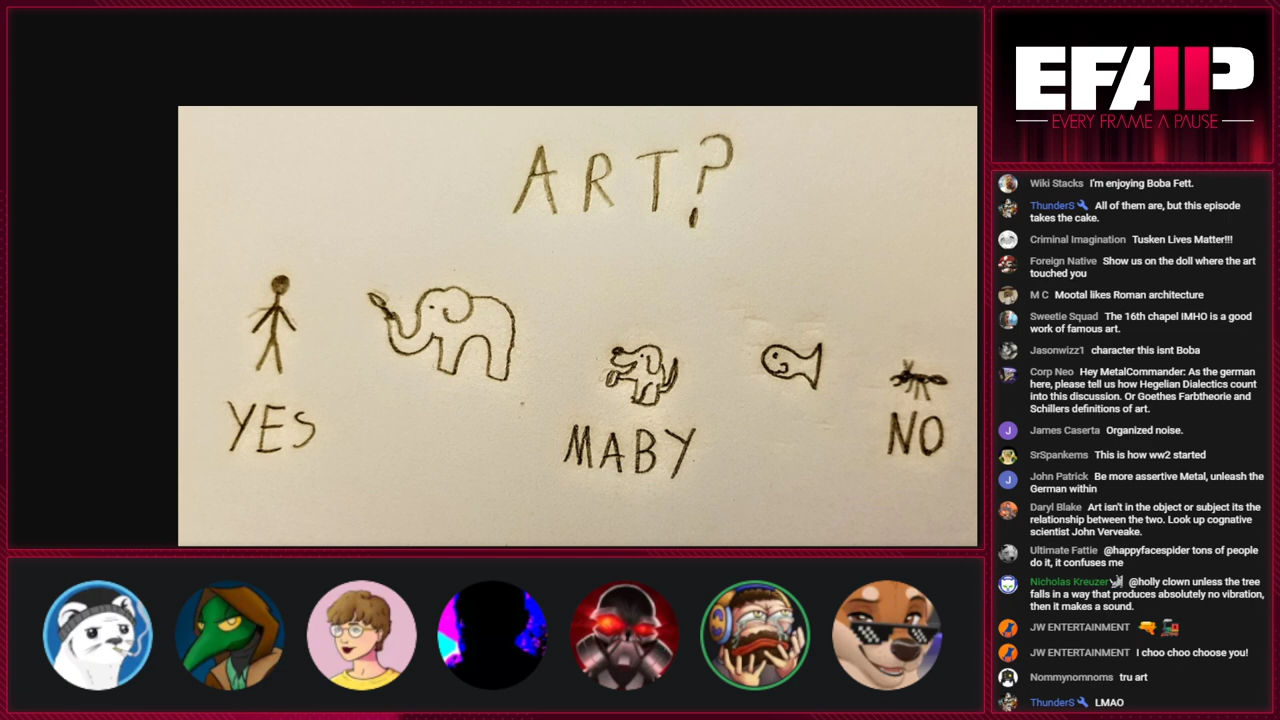 ART?
YES
MABY
NO
EFAP
EVERY FRAME A PAUSE
Wiki Stacks I'm enjoying Boba Fett.
ThunderS All of them are, but this episode
takes the cake.
Criminal Imagination Tusken Lives Matter!!!
Foreign Native Show us on the doll where the art
touched you
M C Mootal likes Roman architecture
Sweetie Squad The 16th chapel IMHO is a good
work of famous art.
Jasonwizz1 character this isnt Boba
Corp Neo Hey MetalCommander: As the german
here, please tell us how Hegelian Dialectics count
into this discussion. Or Goethes Farbtheorie and
Schillers definitions of art.
J James Caserta Organized noise.
SrSpankems This is how ww2 started
J John Patrick Be more assertive Metal, unleash the
German within
Daryl Blake Art isn't in the object or subject its the
relationship between the two. Look up cognative
scientist John Verveake.
Ultimate Fattie @happyfacespider tons of people
do it, it confuses me
Nicholas Kreuzer @holly clown unless the tree
falls in a way that produces absolutely no vibration,
then it makes a sound.
JW ENTERTAINMENT
JW ENTERTAINMENT I choo choo choose you!
Nommynomnoms tru art
ThunderS LMAO